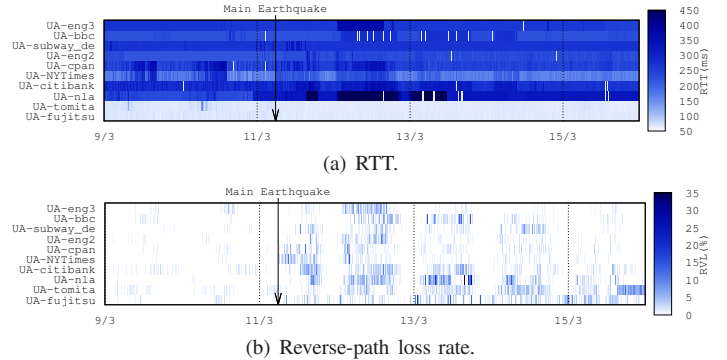 Main Earthquake
UA-eng3
UA-bbc
UA-subway_de
UA-eng2
UA-cpan
UA-NYTimes
UA-citibank
UA-n1a
UA-tomita
UA-fujitsu
9/3 11/3 13/3 15/3
450
400
350
300
250
200
150
100
50
RTT(ms)
(a) RTT.
Main Earthquake
UA-eng3
UA-bbc
UA-subway_de
UA-eng2
UA-cpan
UA-NYTimes
UA-citibank
UA-n1a
UA-tomita
UA-fujitsu
9/3 11/3 13/3 15/3
35
30
25
20
15
10
5
0
RVL(%)
(b) Reverse-path loss rate.